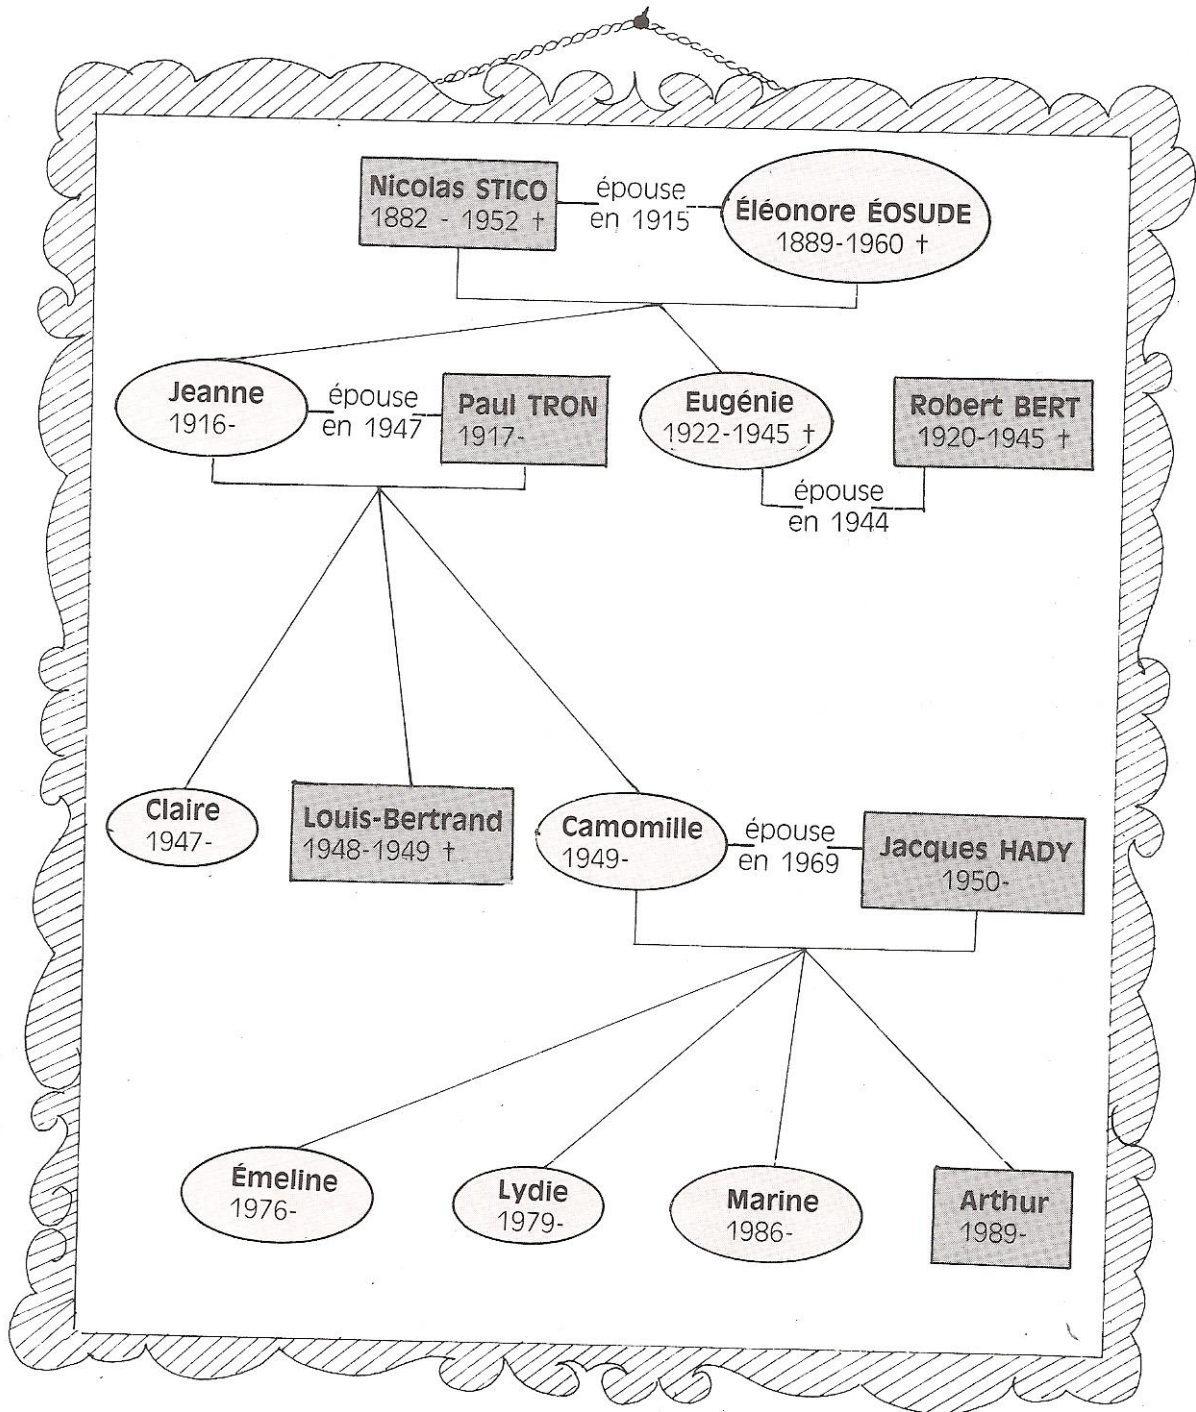 Nicolas STICO
1882 - 1952 †
épouse
en 1915
Éléonore ÉOSUDE
1889-1960 †
Jeanne
1916-
épouse
en 1947
Paul TRON
1917-
Eugénie
1922-1945 †
Robert BERT
1920-1945 †
épouse
en 1944
Claire
1947-
Louis-Bertrand
1948-1949 †
Camomille
1949-
épouse
en 1969
Jacques HADY
1950-
Émeline
1976-
Lydie
1979-
Marine
1986-
Arthur
1989-